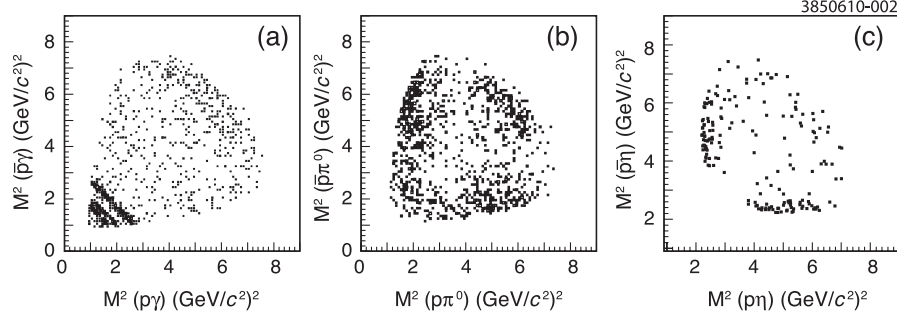 3850610-002
(a)
(b)
(c)
8
6
4
2
0
M² (p̄γ) (GeV/c²)²
0 2 4 6 8
M² (pγ) (GeV/c²)²
8
6
4
2
0
M² (p̄π⁰) (GeV/c²)²
0 2 4 6 8
M² (pπ⁰) (GeV/c²)²
8
6
4
2
M² (p̄η) (GeV/c²)²
2 4 6 8
M² (pη) (GeV/c²)²